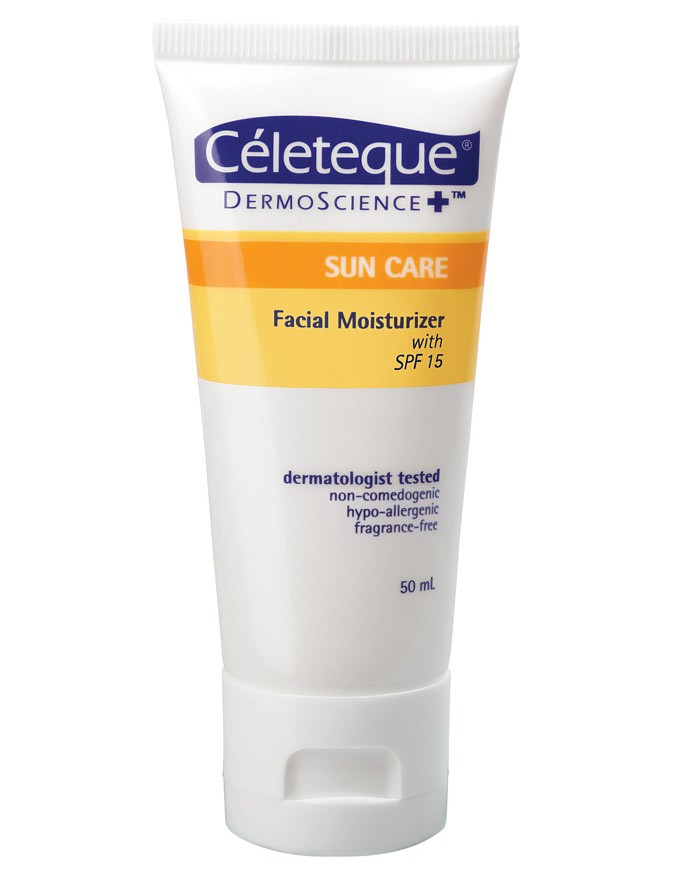 Céleteque®
DERMOSCIENCE+™
SUN CARE
Facial Moisturizer
with
SPF 15
dermatologist tested
non-comedogenic
hypo-allergenic
fragrance-free
50 mL